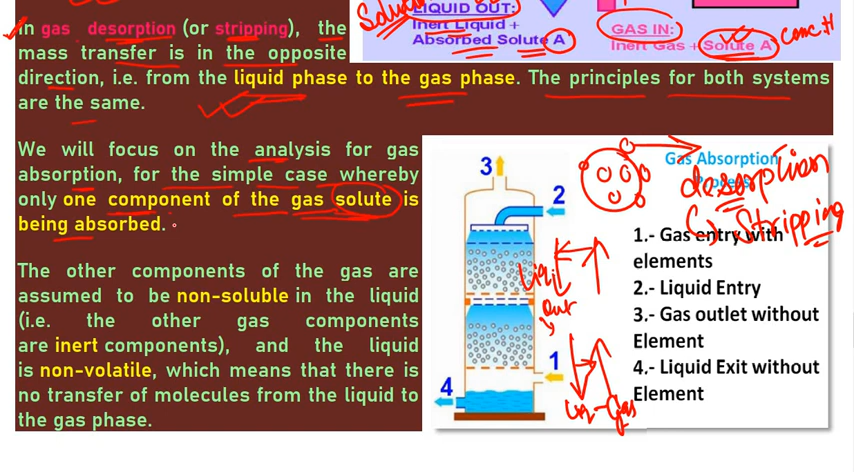 Solute
LIQUID OUT:
Inert Liquid +
Absorbed Solute A
GAS IN:
Inert Gas + Solute A
In gas desorption (or stripping), the
mass transfer is in the opposite
direction, i.e. from the liquid phase to the gas phase. The principles for both systems
are the same.
We will focus on the analysis for gas
absorption, for the simple case whereby
only one component of the gas solute is
being absorbed.
The other components of the gas are
assumed to be non-soluble in the liquid
(i.e. the other gas components
are inert components), and the liquid
is non-volatile, which means that there is
no transfer of molecules from the liquid to
the gas phase.
3
2
1
4
Gas Absorption
Process
desorption
(-) Stripping
1.- Gas entry with
elements
2.- Liquid Entry
3.- Gas outlet without
Element
4.- Liquid Exit without
Element
out
Gas